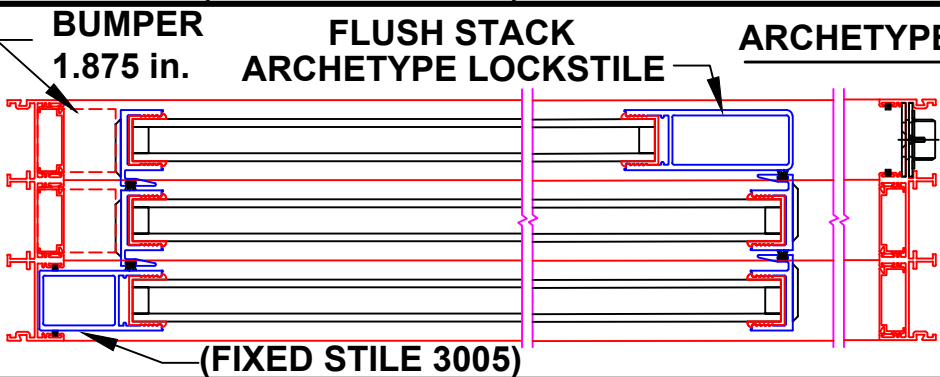 BUMPER
1.875 in.
FLUSH STACK
ARCHETYPE LOCKSTILE
ARCHETYPE
(FIXED STILE 3005)